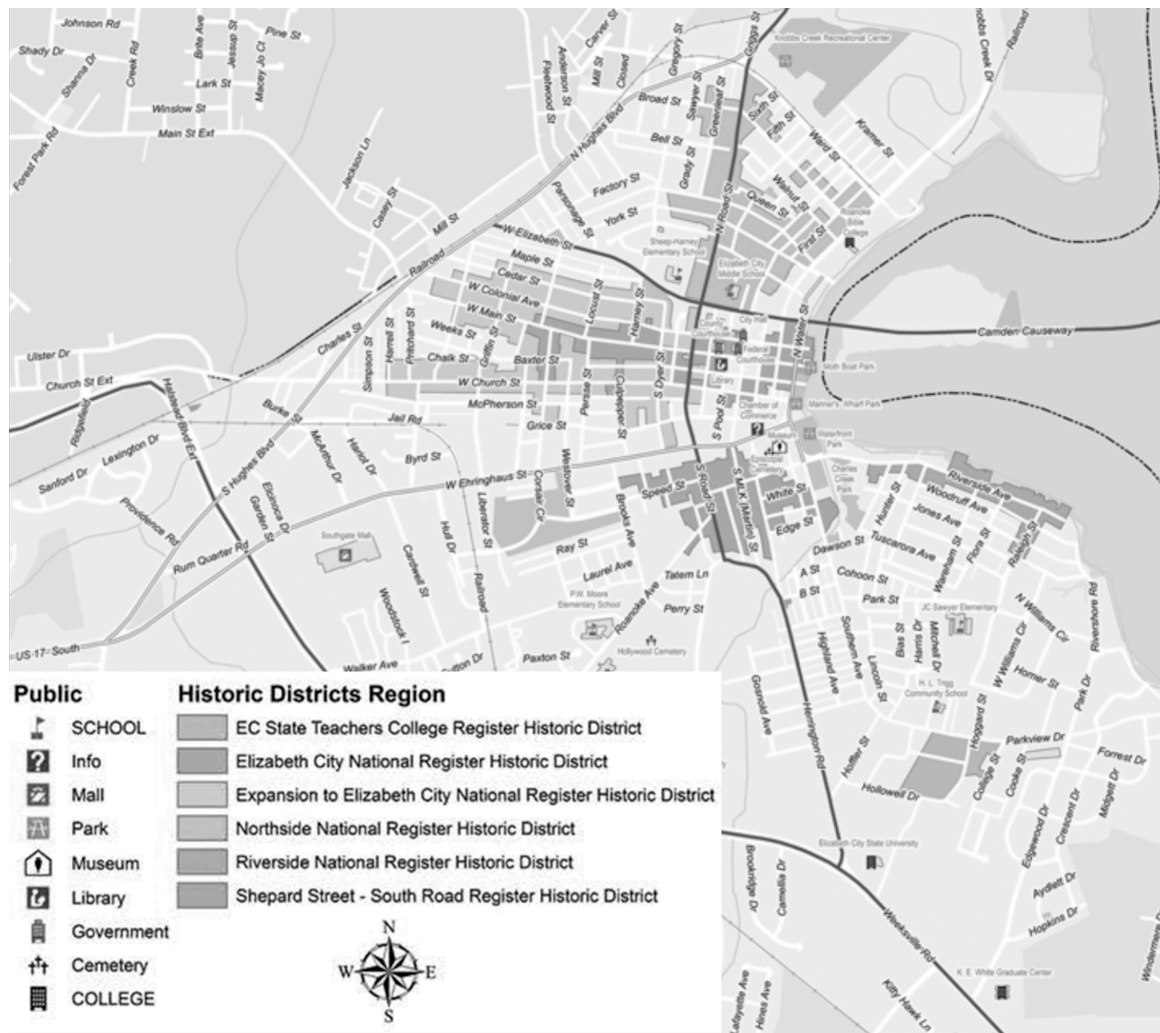 Johnson Rd
Shady Dr
Shanna Dr
Creek Rd
Brite Ave
Jessup St
Macey Jo Ct
Pine St
Lark St
Winslow St
Main St Ext
Forest Park Rd
Jackson Ln
Casey St
Mill St
Anderson St
Fleetwood St
Carver St
Mill St
Closed
Gregory St
Griggs St
Broad St
Sawyer St
Greenleaf St
Bell St
Grady St
N Hughes Blvd
Factory St
Parsonage St
York St
Knobbs Creek Recreational Center
Knobbs Creek Dr
Railroad
Sixth St
Fifth St
Ward St
Kramer St
Walnut St
Queen St
First St
Roanoke
Bible
College
N Road St
Sheep-Harney
Elementary School
Elizabeth City
Middle School
W Elizabeth St
Railroad
Maple St
Cedar St
W Colonial Ave
W Main St
Locust St
Harney St
Weeks St
Griffin St
Chalk St
Baxter St
W Church St
McPherson St
Persse St
Culpepper St
S Dyer St
Grice St
Charles St
Simpson St
Harrell St
Pritchard St
County
Courthouse
City Hall
Federal
Courthouse
Library
N Water St
Camden Causeway
Moth Boat Park
Mariner's Wharf Park
Chamber of
Commerce
S Pool St
Museum
Waterfront
Park
Episcopal
Cemetery
Charles
Creek
Park
Ulster Dr
Church St Ext
Ridgefield
Halstead Blvd Ext
Sanford Dr
Lexington Dr
Providence Rd
S Hughes Blvd
Burke St
Jail Rd
McArthur Dr
Hariot Dr
Byrd St
Garden St
W Ehringhaus St
Rum Quarter Rd
US 17 South
Southgate Mall
Hull Dr
Cardwell St
Liberator St
Railroad
Corsair Cir
Westover St
Brooks Ave
Speed St
S Road St
S MLK (Martin) St
White St
Edge St
Ray St
Laurel Ave
Tatem Ln
Perry St
P.W. Moore
Elementary School
Roanoke Ave
Hollywood Cemetery
Paxton St
Walker Ave
Riverside Ave
Woodruff Ave
Jones Ave
Hunter St
Tuscarora Ave
Wareham St
Flora St
Raleigh St
Dawson St
Cohoon St
Park St
A St
B St
JC Sawyer Elementary
N Williams Cir
W Williams Cir
Rivershore Rd
Horner St
Park Dr
Bias St
Harris Dr
Mitchell Dr
Southern Ave
Highland Ave
Lincoln St
H. L. Trigg
Community School
Gosnold Ave
Herrington Rd
Hoffler St
Hoggard St
Parkview Dr
Forrest Dr
Hollowell Dr
College St
Cooke St
Midgett Dr
Crescent Dr
Edgewood Dr
Elizabeth City State University
Brookridge Dr
Camellia Dr
Aydlett Dr
Hopkins Dr
Weeksville Rd
K. E. White Graduate Center
Kitty Hawk Ln
Lafayette Ave
Hines Ave
Windermere
Public
SCHOOL
Info
Mall
Park
Museum
Library
Government
Cemetery
COLLEGE
Historic Districts Region
EC State Teachers College Register Historic District
Elizabeth City National Register Historic District
Expansion to Elizabeth City National Register Historic District
Northside National Register Historic District
Riverside National Register Historic District
Shepard Street - South Road Register Historic District
N
W
E
S